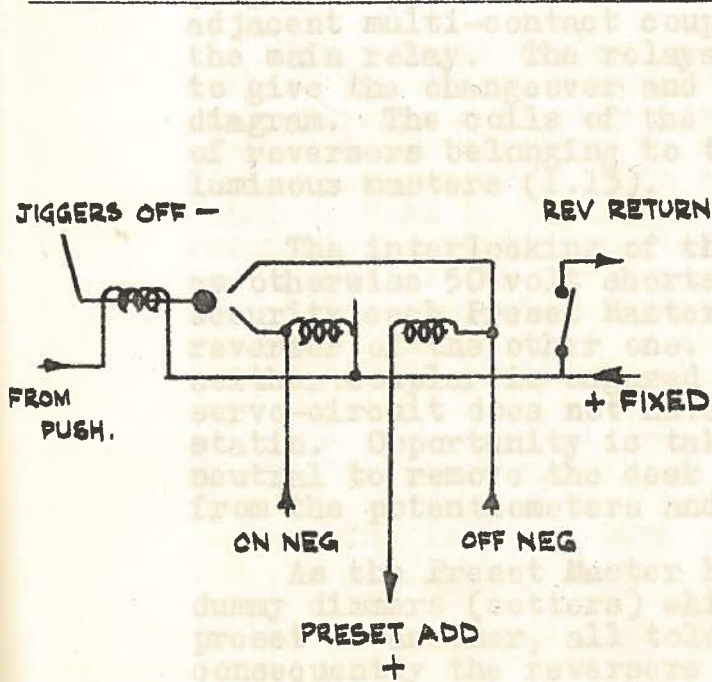 adjacent multi-contact coup
the main relay. The relays
to give the changeover and
diagram. The coils of the
of reversers belonging to t
luminous masters (I.13).
JIGGERS OFF –
REV RETURN
The interlocking of th
as otherwise 50 volt shorts
security each Preset Master
reverser of the other one.
servo-circuit does not
static. Opportunity is tak
neutral to remove the desk
from the potentiometers and
FROM
PUSH.
+ FIXED
ON NEG
OFF NEG
As the Preset Master
dummy dimmers (setters) whi
PRESET ADD
+
preset all told
consequently the reversers